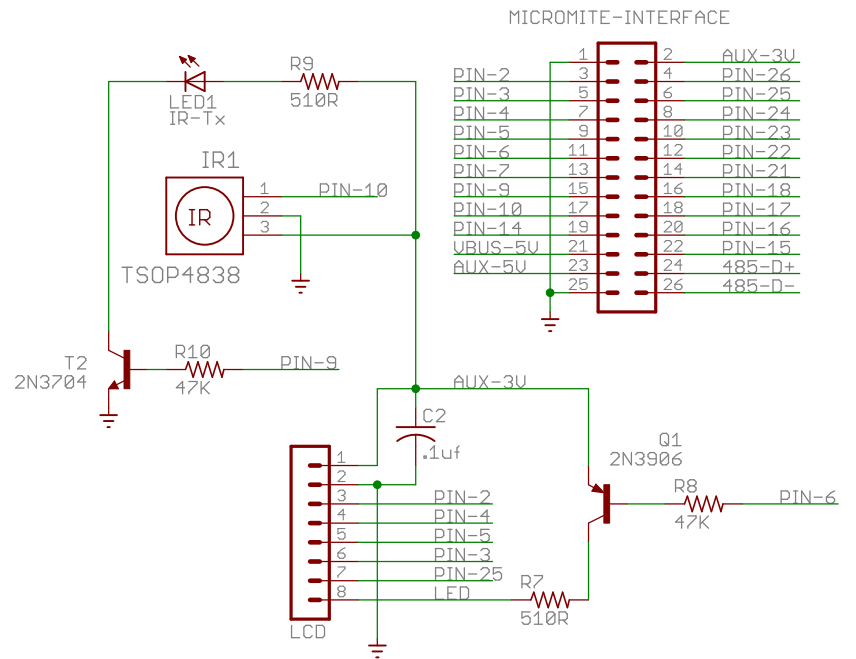 MICROMITE-INTERFACE
1 2 AUX-3V
PIN-2 3 4 PIN-26
PIN-3 5 6 PIN-25
PIN-4 7 8 PIN-24
PIN-5 9 10 PIN-23
PIN-6 11 12 PIN-22
PIN-7 13 14 PIN-21
PIN-9 15 16 PIN-18
PIN-10 17 18 PIN-17
PIN-14 19 20 PIN-16
VBUS-5V 21 22 PIN-15
AUX-5V 23 24 485-D+
25 26 485-D-
R9
510R
LED1
IR-Tx
IR1
IR
1 PIN-10
2
3
TSOP4838
T2
2N3704
R10
47K
PIN-9
AUX-3V
C2
.1uf
Q1
2N3906
R8
47K
PIN-6
1
2
3 PIN-2
4 PIN-4
5 PIN-5
6 PIN-3
7 PIN-25
8 LED
R7
510R
LCD